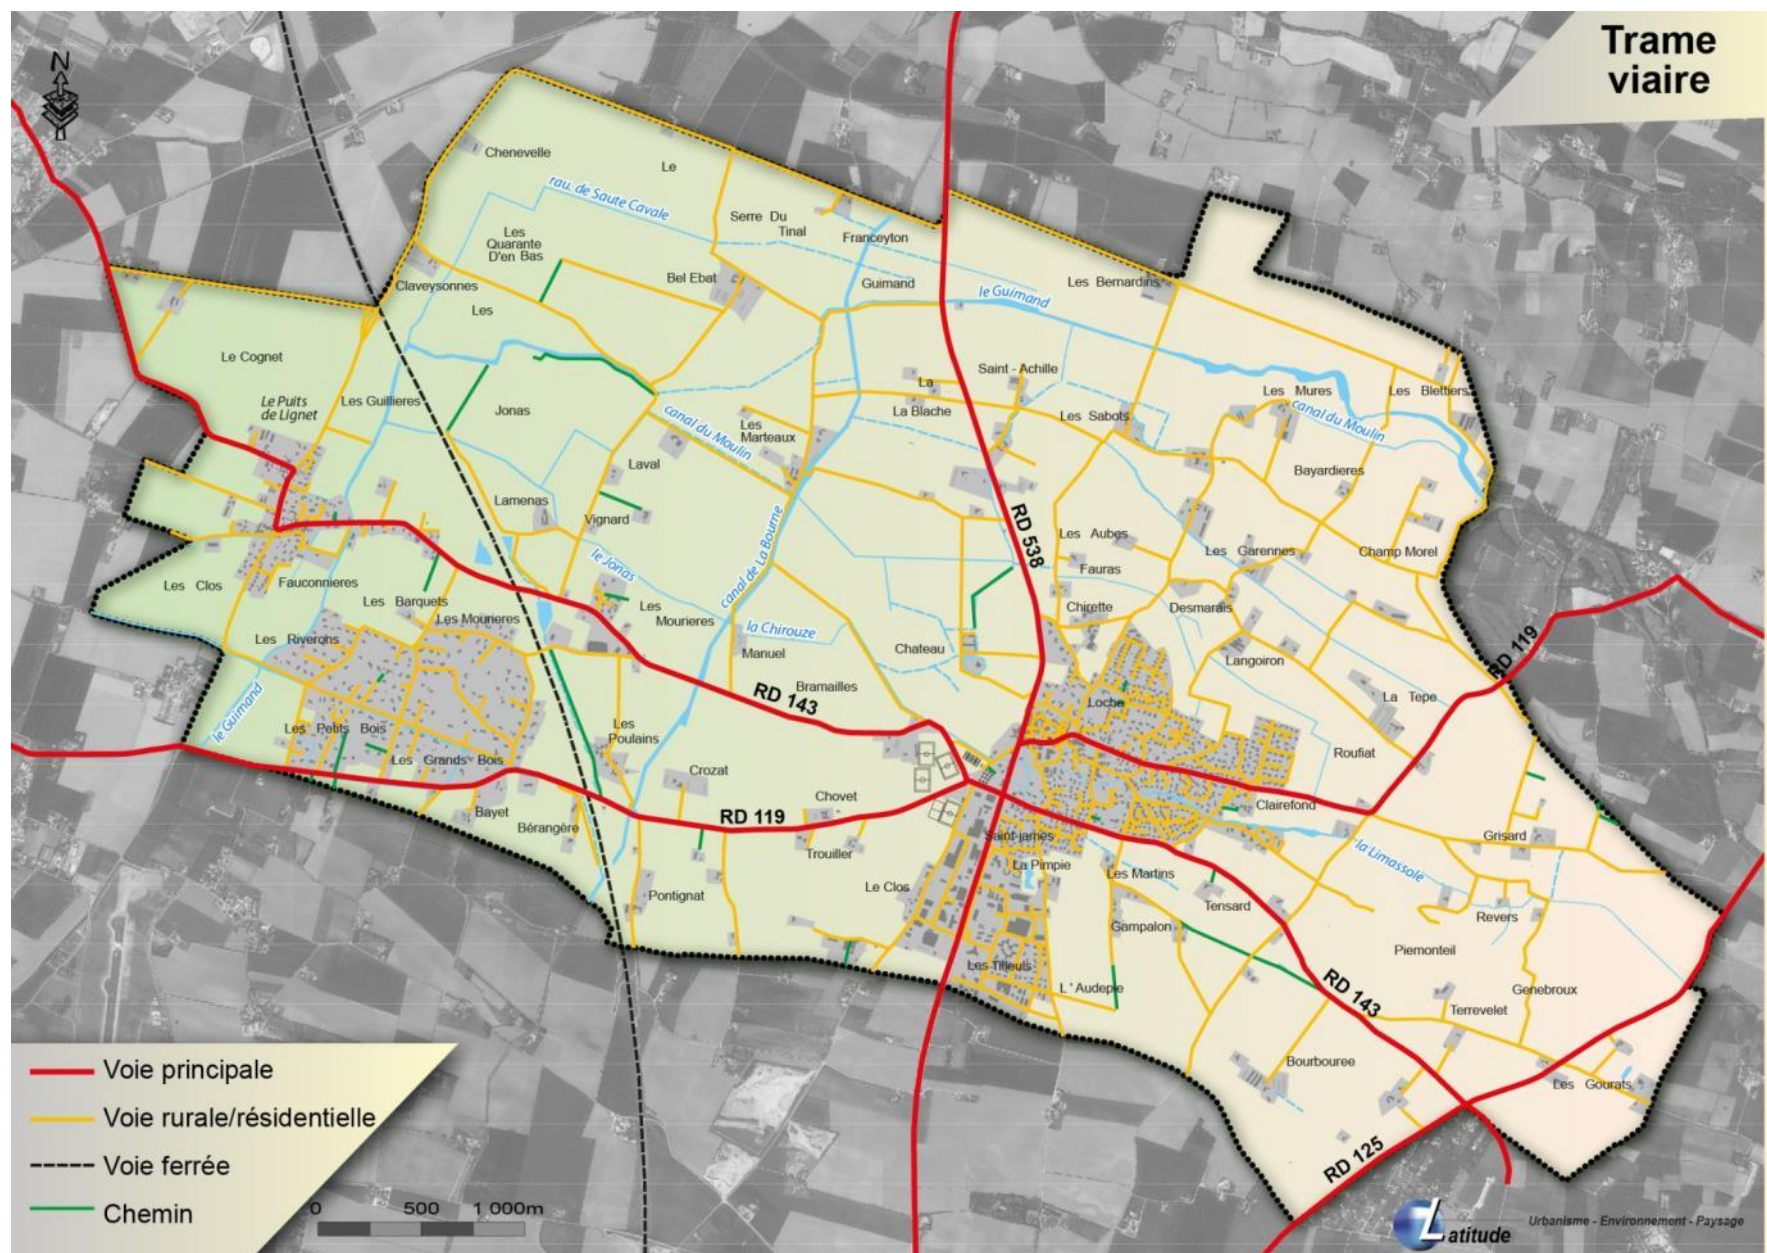 Trame
viaire
N
Chenevelle
Le
rau. de Saute Cavale
Serre Du
Tinal
Franceyton
Les
Quarante
D'en Bas
Bel Ebat
Guimand
Claveysonnes
Les
le Guimand
Les Bernardins
Le Cognet
Le Puits
de Lignet
Les Guillieres
Jonas
canal du Moulin
Les
Marteaux
La
La Blache
Saint - Achille
Les Sabots
Les Mures
canal du Moulin
Les Blettiers
Laval
Bayardieres
Lamenas
Vignard
RD 538
Les Aubes
Les Garennes
Champ Morel
le Jonas
canal de La Bourne
Fauras
Les Clos
Fauconnieres
Les Barquets
Les Mourieres
Les
Mourieres
la Chirouze
Chirette
Desmarais
Les Riverons
Manuel
Chateau
Langoiron
RD 119
le Guimand
Bramailles
RD 143
Loche
La Tepe
Les Petits Bois
Les
Poulains
Roufiat
Les Grands Bois
Crozat
Chovet
Clairefond
Bayet
Bérangère
RD 119
Saint-james
Grisard
Trouiller
La Pimpie
la Limassole
Le Clos
Les Martins
Pontignat
Tensard
Revers
Gampalon
Piemonteil
Les Tilleuls
L ' Audepie
RD 143
Genebroux
Terrevelet
Bourbouree
Les Gourats
RD 125
Voie principale
Voie rurale/résidentielle
Voie ferrée
Chemin
0 500 1 000m
Latitude
Urbanisme - Environnement - Paysage